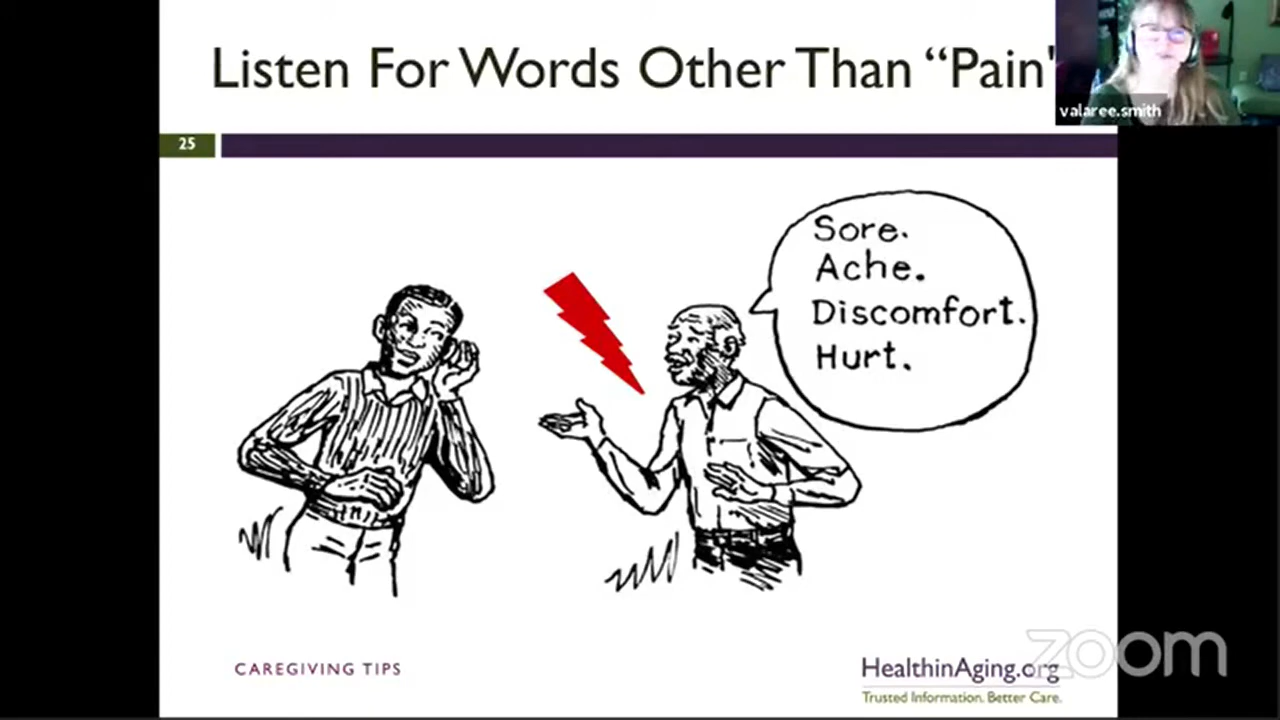 Listen For Words Other Than “Pain"
valaree.smith
25
Sore.
Ache.
Discomfort.
Hurt.
CAREGIVING TIPS
HealthinAging.org
Trusted Information. Better Care.
zoom